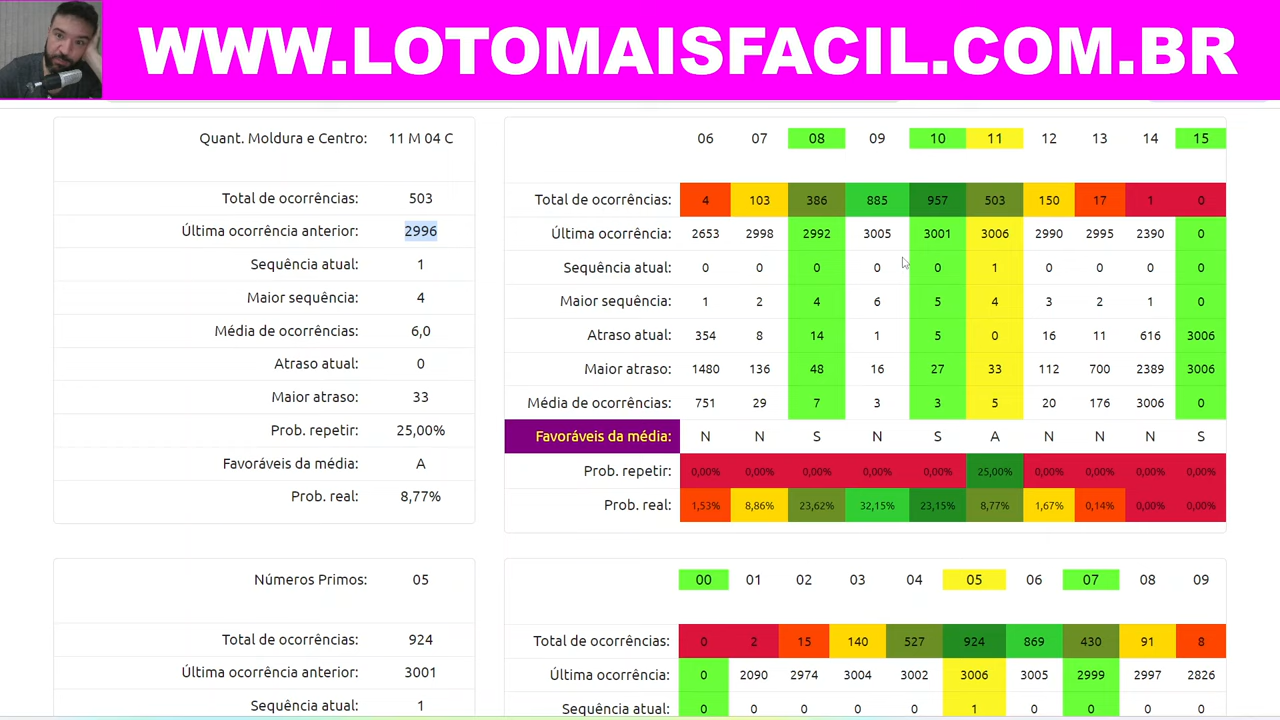 WWW.LOTOMAISFACIL.COM.BR
Quant. Moldura e Centro: 11 M 04 C
Total de ocorrências: 503
Última ocorrência anterior: 2996
Sequência atual: 1
Maior sequência: 4
Média de ocorrências: 6,0
Atraso atual: 0
Maior atraso: 33
Prob. repetir: 25,00%
Favoráveis da média: A
Prob. real: 8,77%
06 07 08 09 10 11 12 13 14 15
Total de ocorrências: 4 103 386 885 957 503 150 17 1 0
Última ocorrência: 2653 2998 2992 3005 3001 3006 2990 2995 2390 0
Sequência atual: 0 0 0 0 0 1 0 0 0 0
Maior sequência: 1 2 4 6 5 4 3 2 1 0
Atraso atual: 354 8 14 1 5 0 16 11 616 3006
Maior atraso: 1480 136 48 16 27 33 112 700 2389 3006
Média de ocorrências: 751 29 7 3 3 5 20 176 3006 0
Favoráveis da média: N N S N S A N N N S
Prob. repetir: 0,00% 0,00% 0,00% 0,00% 0,00% 25,00% 0,00% 0,00% 0,00% 0,00%
Prob. real: 1,53% 8,86% 23,62% 32,15% 23,15% 8,77% 1,67% 0,14% 0,00% 0,00%
Números Primos: 05
Total de ocorrências: 924
Última ocorrência anterior: 3001
Sequência atual: 1
00 01 02 03 04 05 06 07 08 09
Total de ocorrências: 0 2 15 140 527 924 869 430 91 8
Última ocorrência: 0 2090 2974 3004 3002 3006 3005 2999 2997 2826
Sequência atual: 0 0 0 0 0 1 0 0 0 0